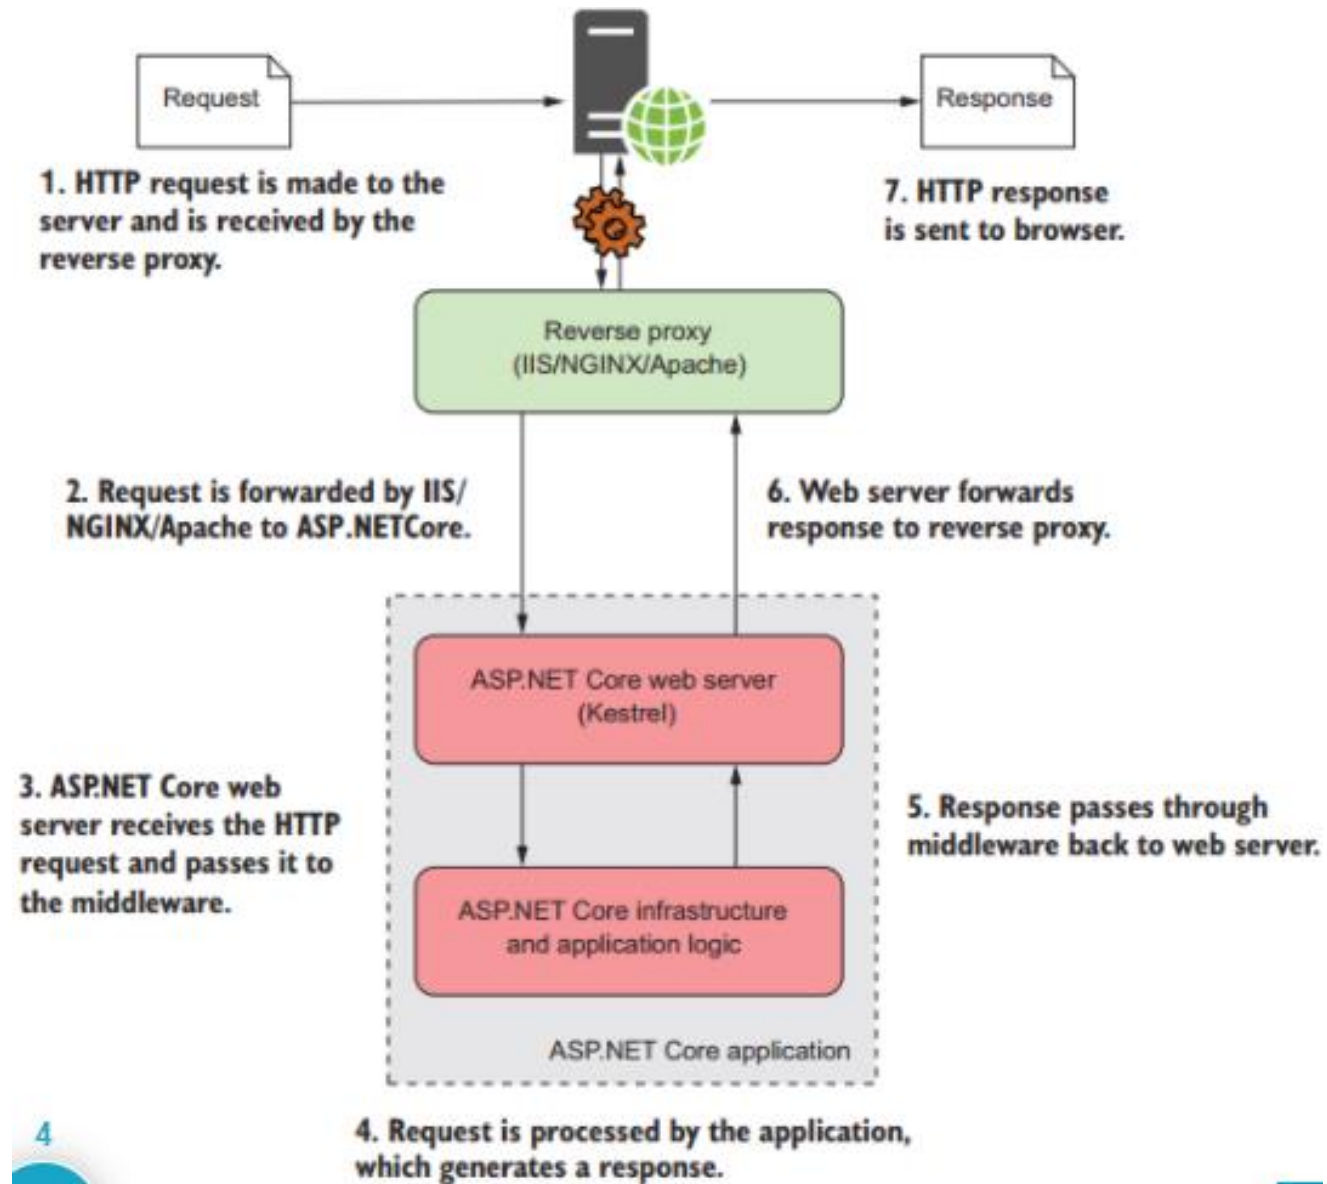 Request
Response
1. HTTP request is made to the
server and is received by the
reverse proxy.
7. HTTP response
is sent to browser.
Reverse proxy
(IIS/NGINX/Apache)
2. Request is forwarded by IIS/
NGINX/Apache to ASP.NETCore.
6. Web server forwards
response to reverse proxy.
ASP.NET Core web server
(Kestrel)
3. ASP.NET Core web
server receives the HTTP
request and passes it to
the middleware.
5. Response passes through
middleware back to web server.
ASP.NET Core infrastructure
and application logic
ASP.NET Core application
4. Request is processed by the application,
which generates a response.
4